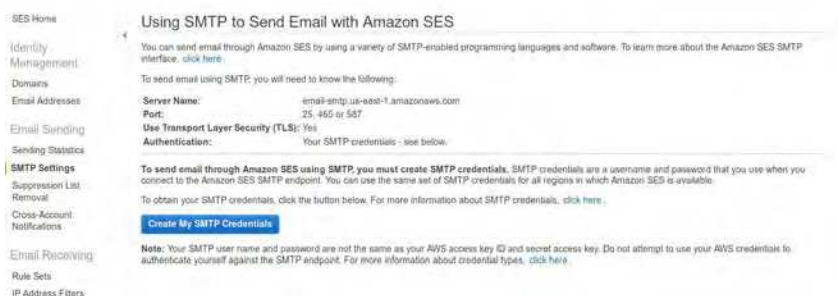 SES Home
Identity
Management
Domains
Email Addresses
Email Sending
Sending Statistics
SMTP Settings
Suppression List
Removal
Cross-Account
Notifications
Email Receiving
Rule Sets
IP Address Filters
Using SMTP to Send Email with Amazon SES
You can send email through Amazon SES by using a variety of SMTP-enabled programming languages and software. To learn more about the Amazon SES SMTP
interface, click here.
To send email using SMTP, you will need to know the following:
Server Name: email-smtp.us-east-1.amazonaws.com
Port: 25, 465 or 587
Use Transport Layer Security (TLS): Yes
Authentication: Your SMTP credentials - see below.
To send email through Amazon SES using SMTP, you must create SMTP credentials. SMTP credentials are a username and password that you use when you
connect to the Amazon SES SMTP endpoint. You can use the same set of SMTP credentials for all regions in which Amazon SES is available.
To obtain your SMTP credentials, click the button below. For more information about SMTP credentials, click here.
Create My SMTP Credentials
Note: Your SMTP user name and password are not the same as your AWS access key ID and secret access key. Do not attempt to use your AWS credentials to
authenticate yourself against the SMTP endpoint. For more information about credential types, click here.